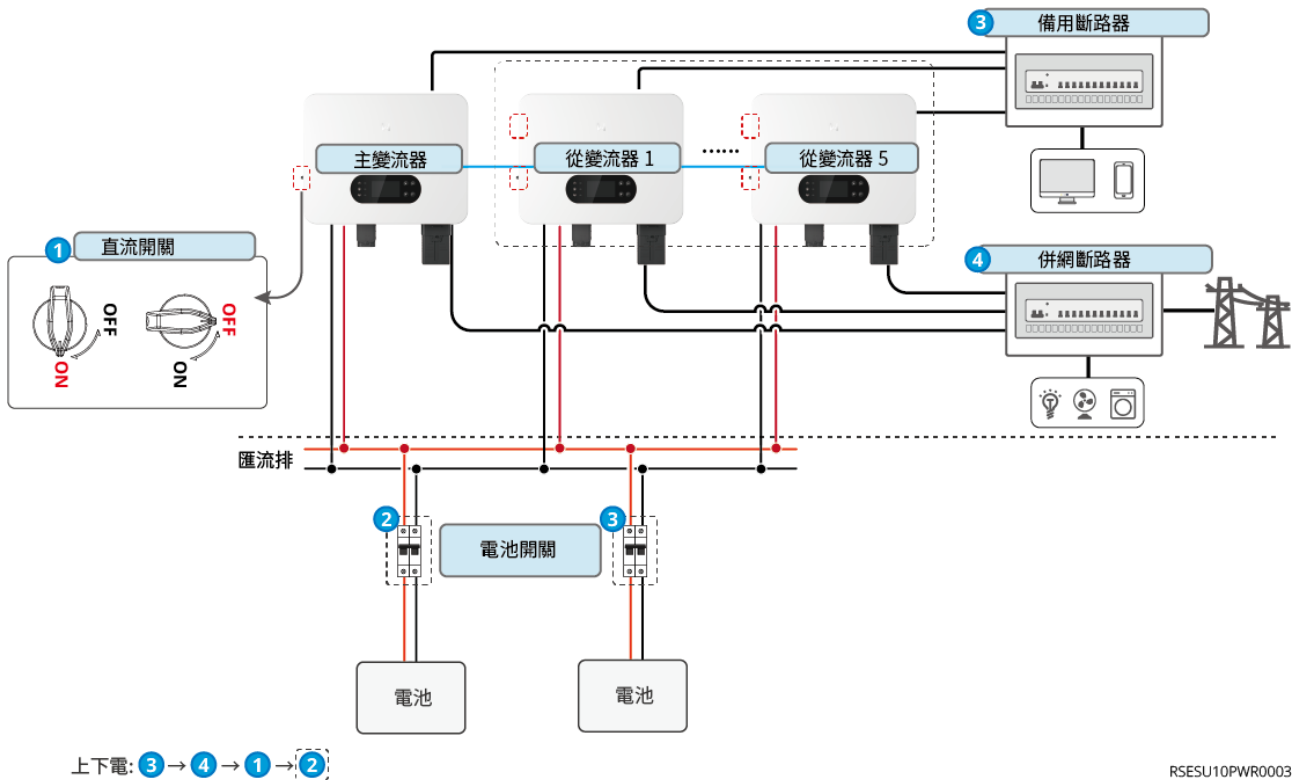 3 備用斷路器
主變流器
從變流器 1
......
從變流器 5
1 直流開關
OFF
ON
OFF
ON
4 併網斷路器
匯流排
2
電池開關
3
電池
電池
上下電: 3 → 4 → 1 → 2
RSESU10PWR0003